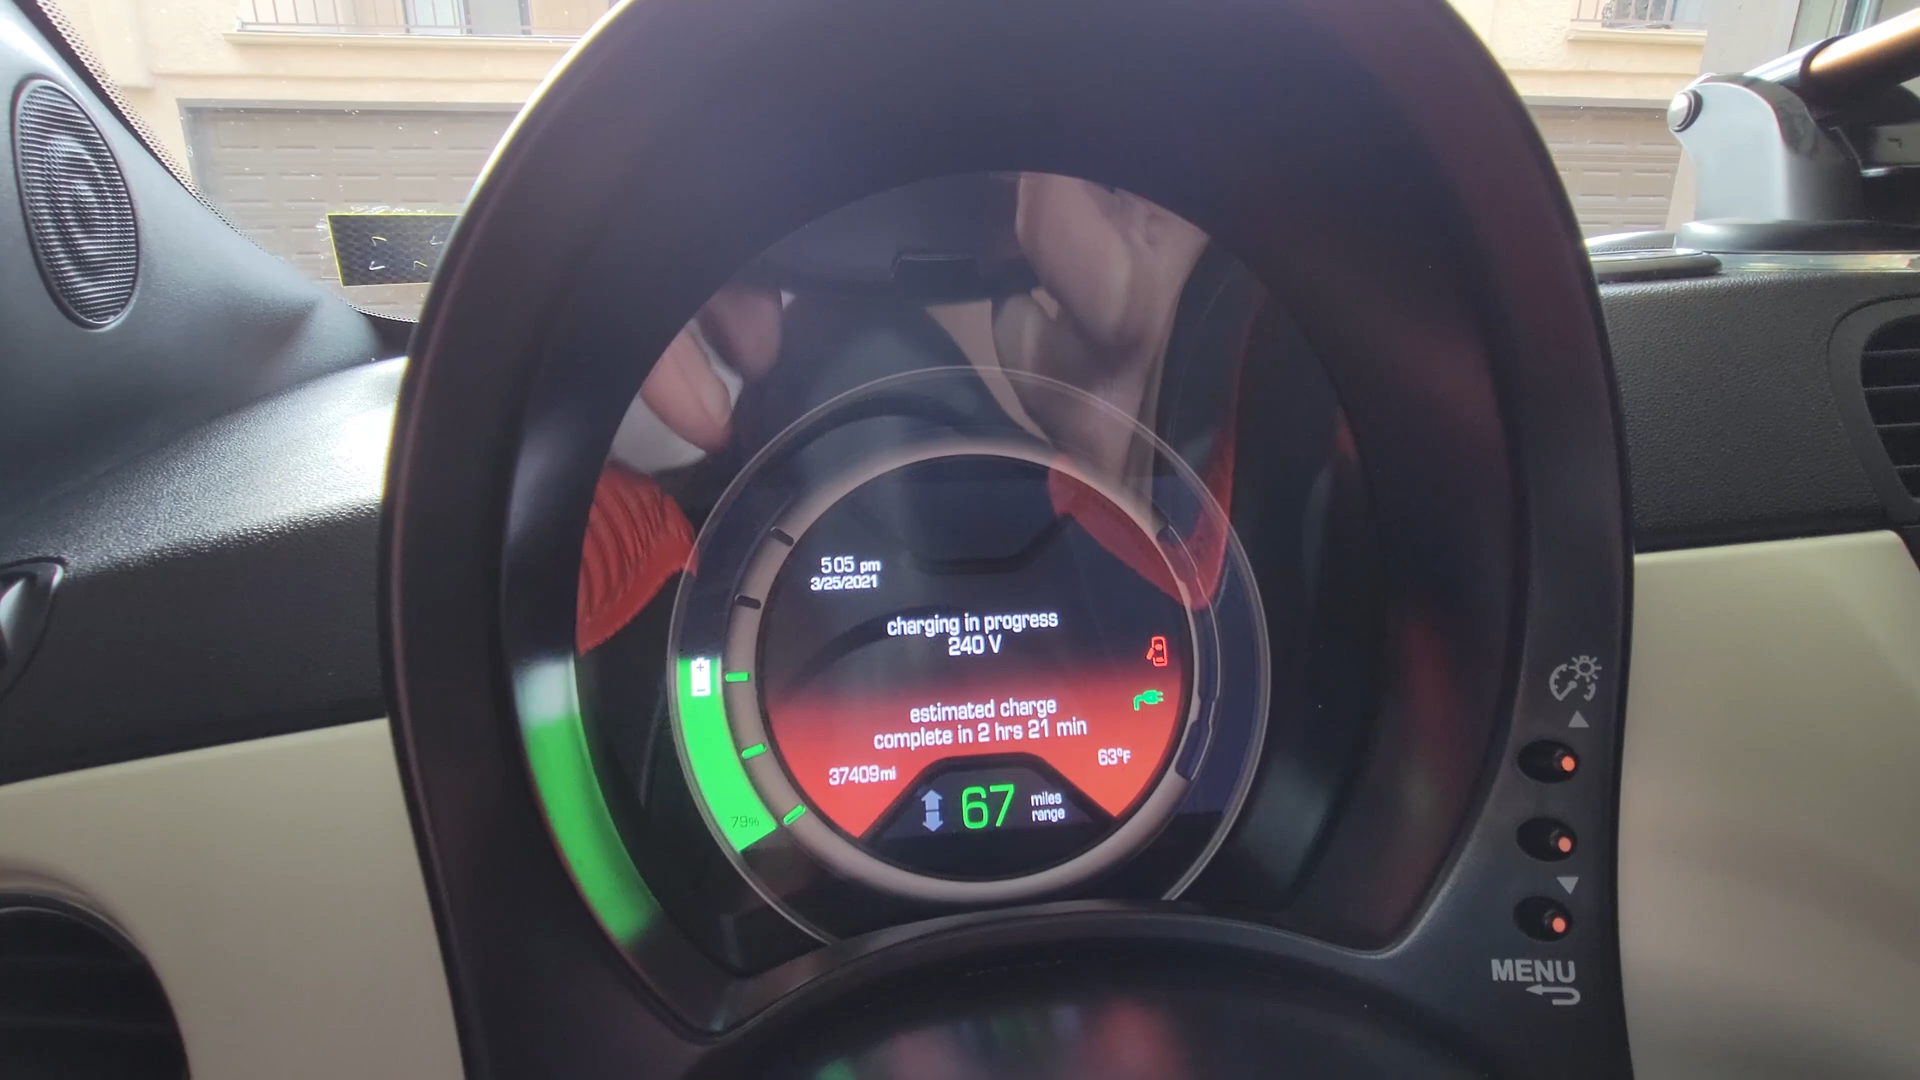 5:05 pm
3/25/2021
charging in progress
240 V
estimated charge
complete in 2 hrs 21 min
37409mi
63°F
79%
67 miles
range
MENU